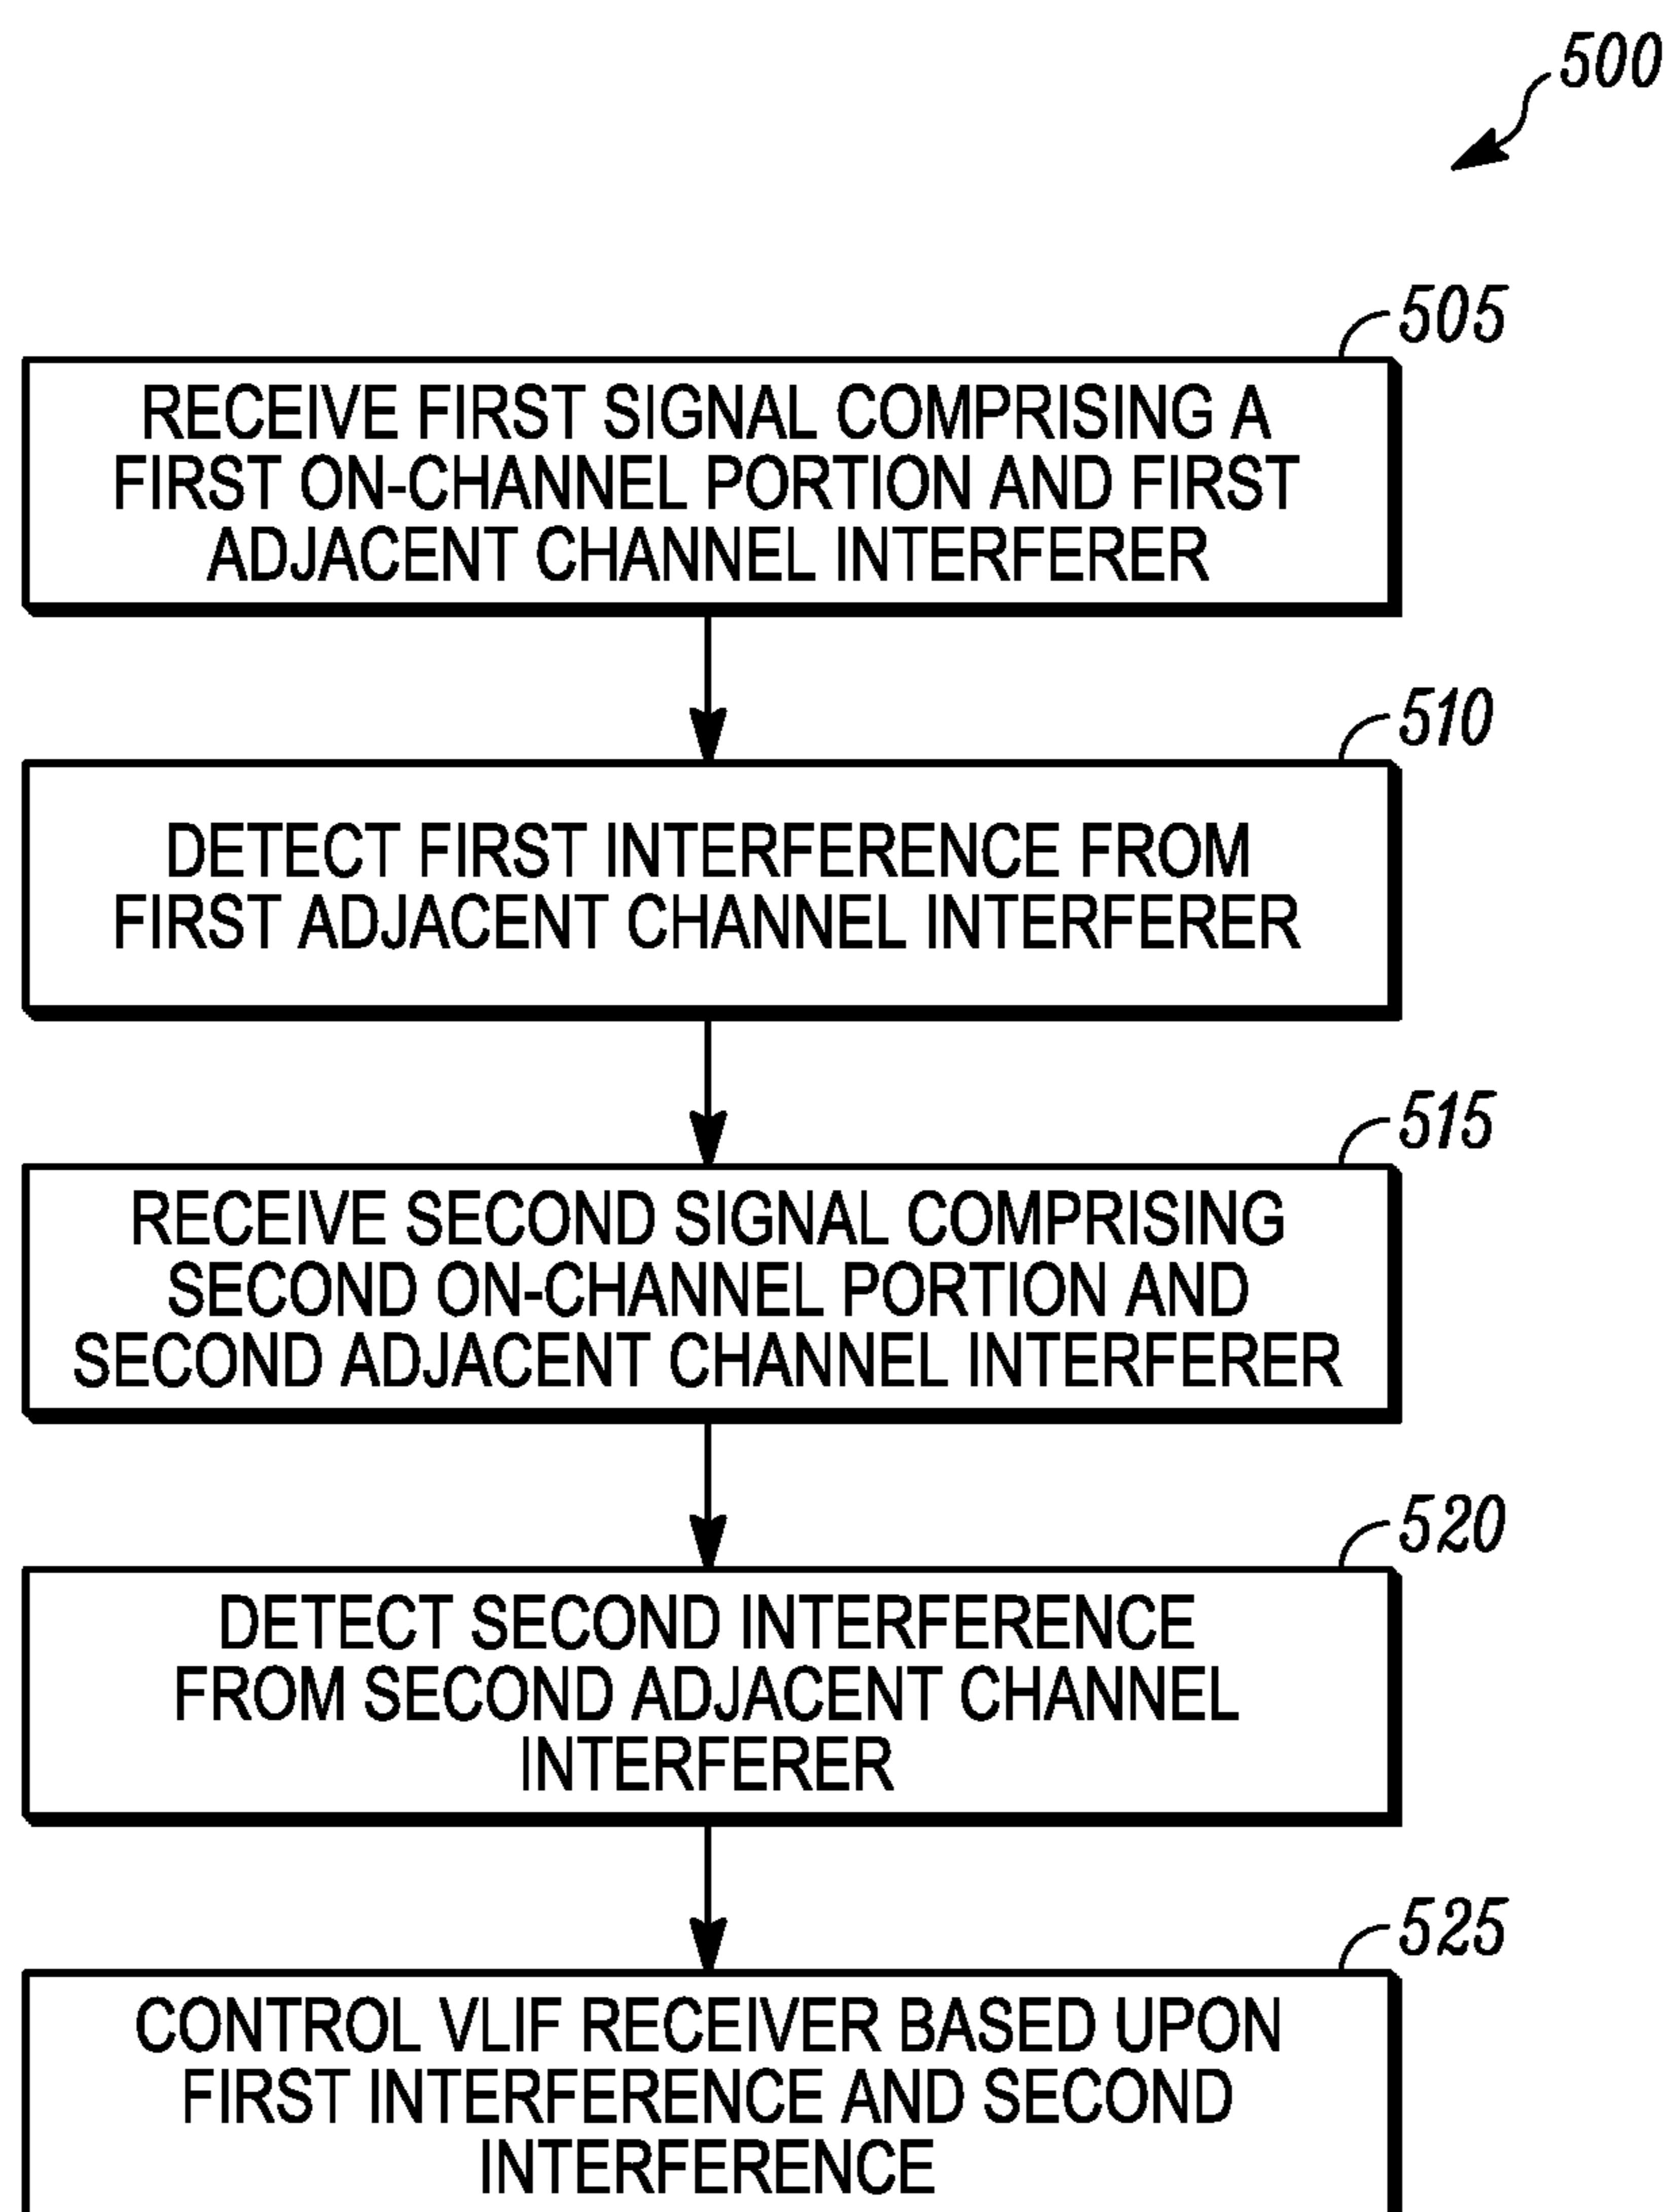 500
505
RECEIVE FIRST SIGNAL COMPRISING A
FIRST ON-CHANNEL PORTION AND FIRST
ADJACENT CHANNEL INTERFERER
510
DETECT FIRST INTERFERENCE FROM
FIRST ADJACENT CHANNEL INTERFERER
515
RECEIVE SECOND SIGNAL COMPRISING
SECOND ON-CHANNEL PORTION AND
SECOND ADJACENT CHANNEL INTERFERER
520
DETECT SECOND INTERFERENCE
FROM SECOND ADJACENT CHANNEL
INTERFERER
525
CONTROL VLIF RECEIVER BASED UPON
FIRST INTERFERENCE AND SECOND
INTERFERENCE